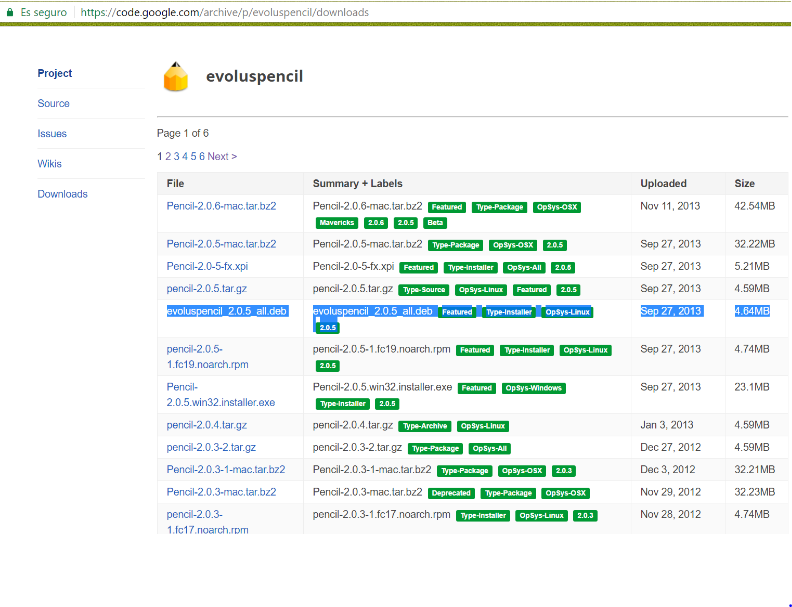 Es seguro https://code.google.com/archive/p/evoluspencil/downloads
Project
Source
Issues
Wikis
Downloads
evoluspencil
Page 1 of 6
1 2 3 4 5 6 Next >
File Summary + Labels Uploaded Size
Pencil-2.0.6-mac.tar.bz2 Pencil-2.0.6-mac.tar.bz2 Featured Type-Package OpSys-OSX Nov 11, 2013 42.54MB
Mavericks 2.0.6 2.0.5 Beta
Pencil-2.0.5-mac.tar.bz2 Pencil-2.0.5-mac.tar.bz2 Type-Package OpSys-OSX 2.0.5 Sep 27, 2013 32.22MB
Pencil-2.0-5-fx.xpi Pencil-2.0-5-fx.xpi Featured Type-Installer OpSys-All 2.0.5 Sep 27, 2013 5.21MB
pencil-2.0.5.tar.gz pencil-2.0.5.tar.gz Type-Source OpSys-Linux Featured 2.0.5 Sep 27, 2013 4.59MB
evoluspencil_2.0.5_all.deb evoluspencil_2.0.5_all.deb Featured Type-Installer OpSys-Linux Sep 27, 2013 4.64MB
2.0.5
pencil-2.0.5- pencil-2.0.5-1.fc19.noarch.rpm Featured Type-Installer OpSys-Linux Sep 27, 2013 4.74MB
1.fc19.noarch.rpm 2.0.5
Pencil- Pencil-2.0.5.win32.installer.exe Featured OpSys-Windows Sep 27, 2013 23.1MB
2.0.5.win32.installer.exe Type-Installer 2.0.5
pencil-2.0.4.tar.gz pencil-2.0.4.tar.gz Type-Archive OpSys-Linux Jan 3, 2013 4.59MB
pencil-2.0.3-2.tar.gz pencil-2.0.3-2.tar.gz Type-Package OpSys-All Dec 27, 2012 4.59MB
Pencil-2.0.3-1-mac.tar.bz2 Pencil-2.0.3-1-mac.tar.bz2 Type-Package OpSys-OSX 2.0.3 Dec 3, 2012 32.21MB
Pencil-2.0.3-mac.tar.bz2 Pencil-2.0.3-mac.tar.bz2 Deprecated Type-Package OpSys-OSX Nov 29, 2012 32.23MB
pencil-2.0.3- pencil-2.0.3-1.fc17.noarch.rpm Type-Installer OpSys-Linux 2.0.3 Nov 28, 2012 4.74MB
1.fc17.noarch.rpm